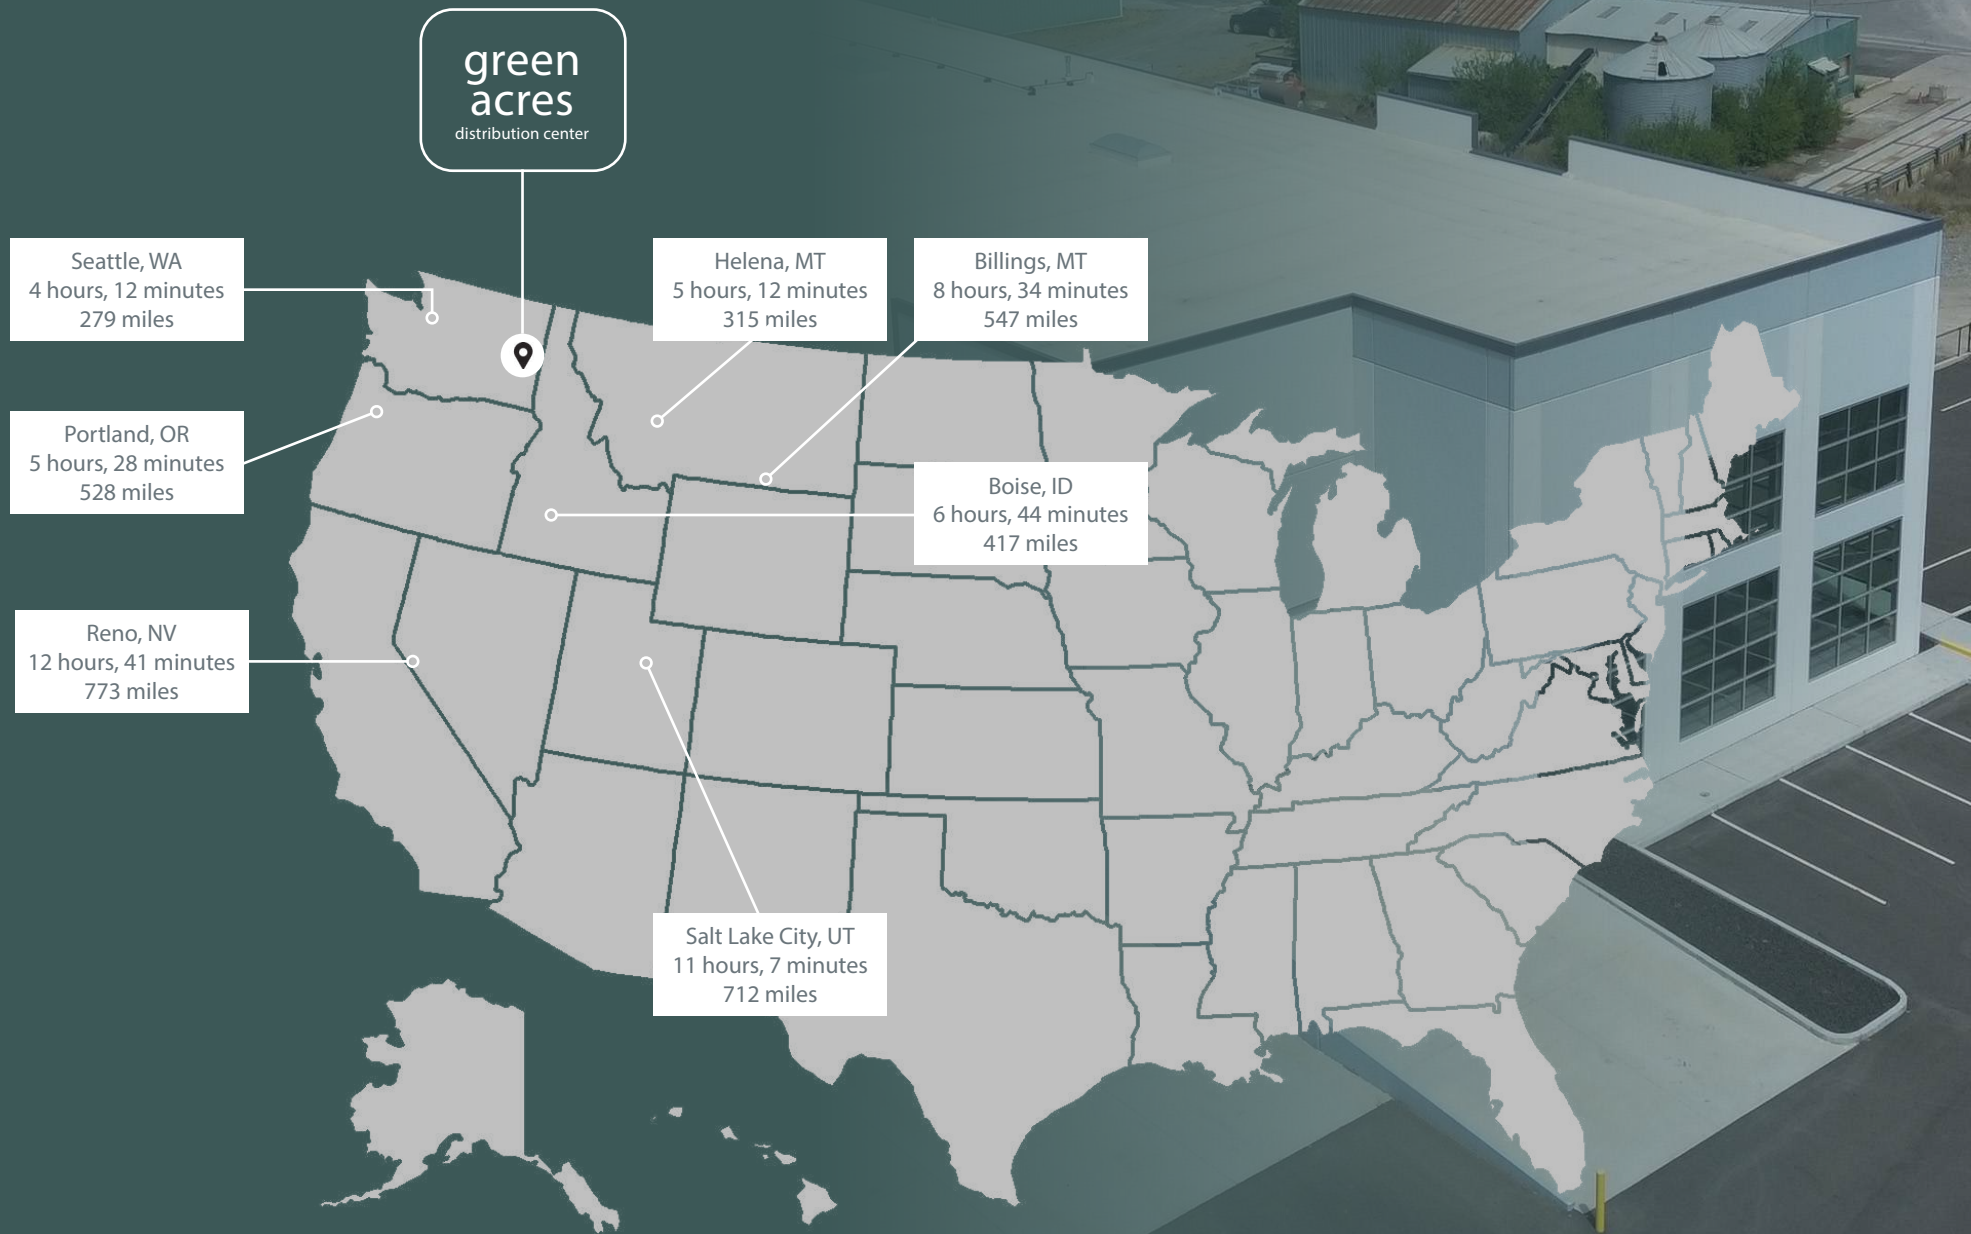 green
acres
distribution center
Seattle, WA
4 hours, 12 minutes
279 miles
Helena, MT
5 hours, 12 minutes
315 miles
Billings, MT
8 hours, 34 minutes
547 miles
Portland, OR
5 hours, 28 minutes
528 miles
Boise, ID
6 hours, 44 minutes
417 miles
Reno, NV
12 hours, 41 minutes
773 miles
Salt Lake City, UT
11 hours, 7 minutes
712 miles